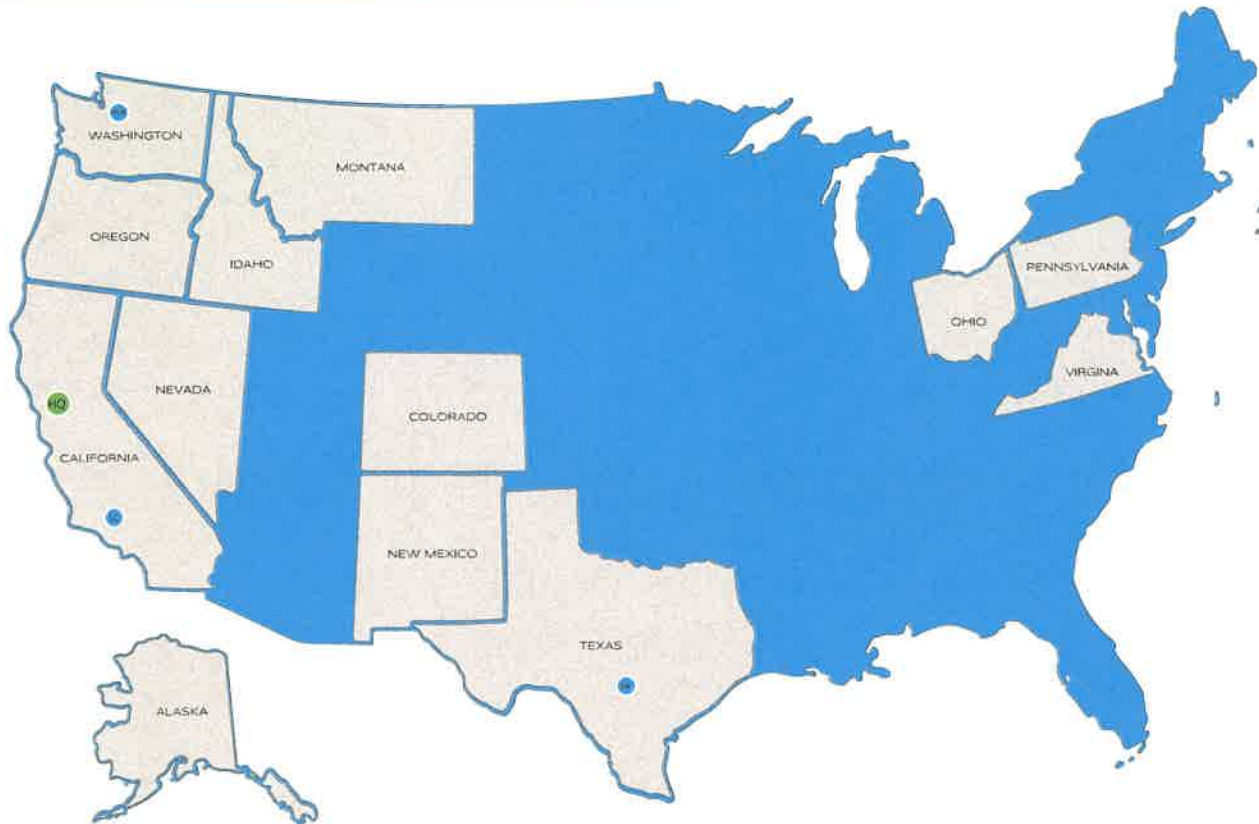 WASHINGTON
MONTANA
OREGON
IDAHO
PENNSYLVANIA
OHIO
VIRGINA
NEVADA
COLORADO
HQ
CALIFORNIA
NEW MEXICO
TEXAS
ALASKA